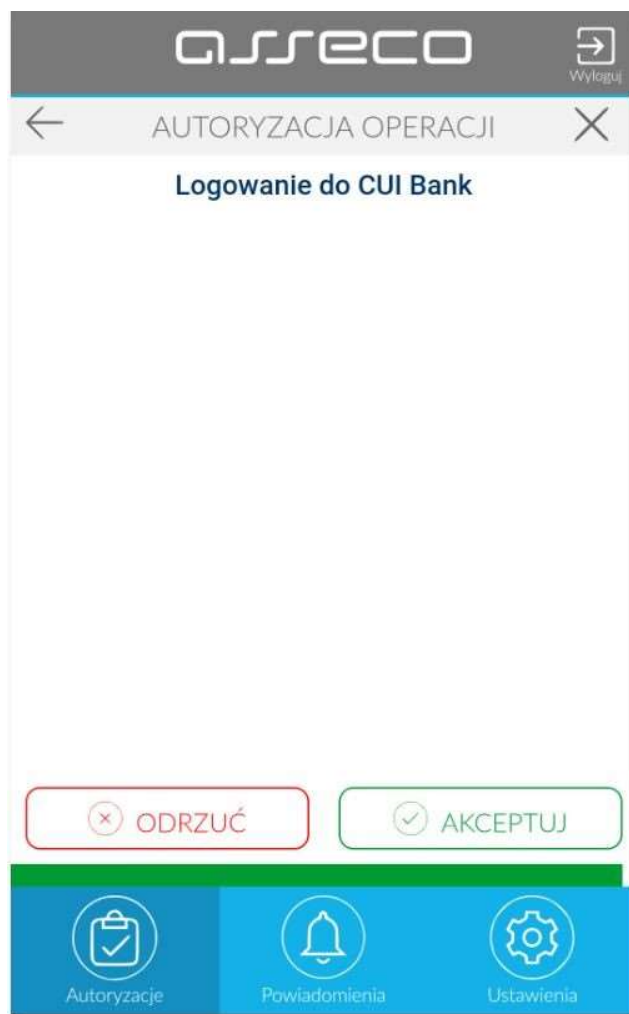 asseco
Wyloguj
AUTORYZACJA OPERACJI
Logowanie do CUI Bank
ODRZUĆ
AKCEPTUJ
Autoryzacje
Powiadomienia
Ustawienia